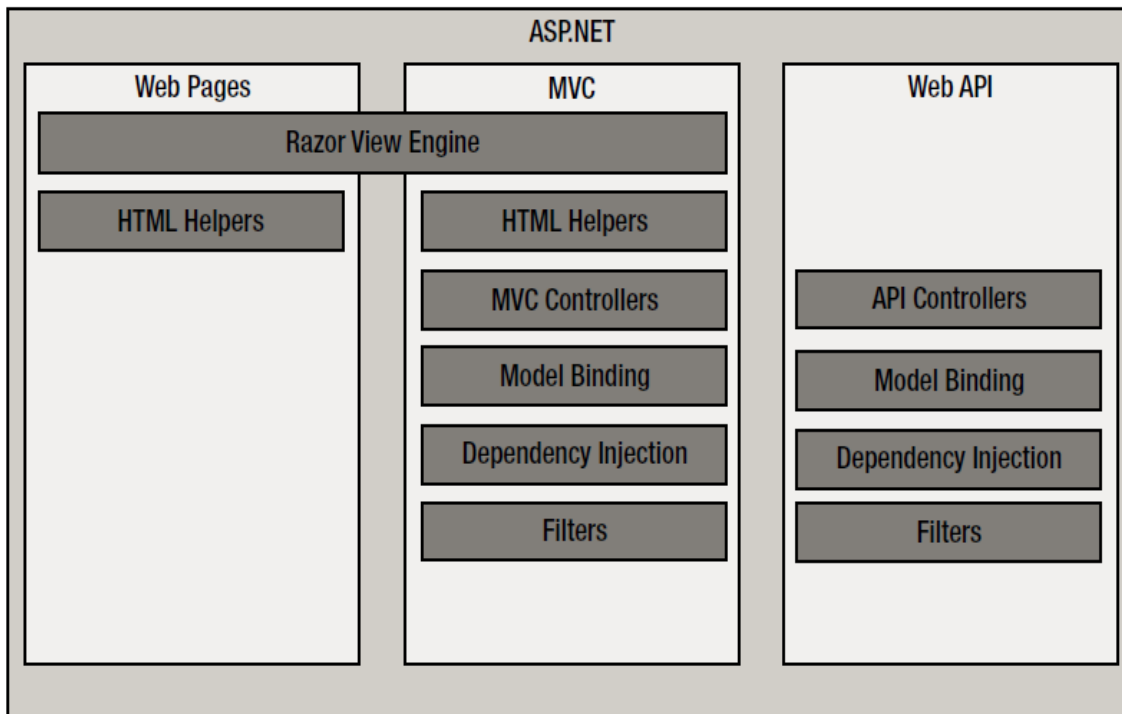 ASP.NET
Web Pages
MVC
Web API
Razor View Engine
HTML Helpers
HTML Helpers
MVC Controllers
API Controllers
Model Binding
Model Binding
Dependency Injection
Dependency Injection
Filters
Filters